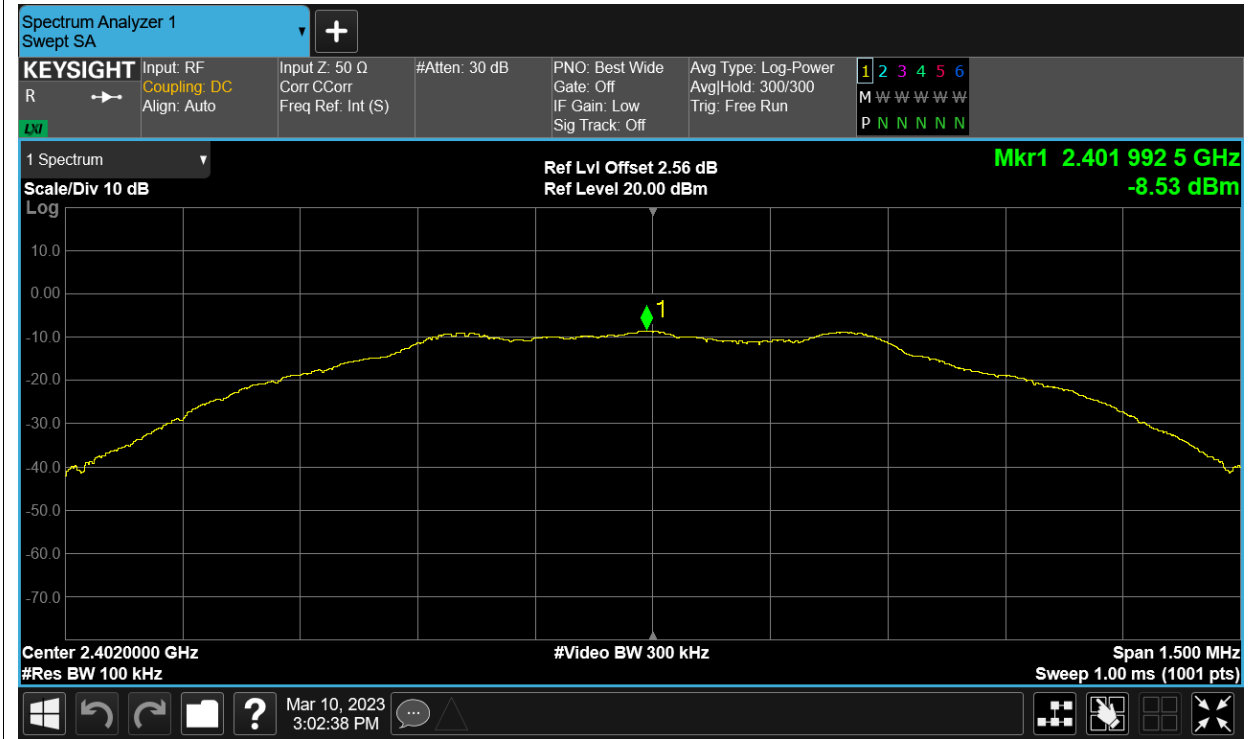 Spectrum Analyzer 1
Swept SA
+
KEYSIGHT
R
LXI
Input: RF
Coupling: DC
Align: Auto
Input Z: 50 Ω
Corr CCorr
Freq Ref: Int (S)
#Atten: 30 dB
PNO: Best Wide
Gate: Off
IF Gain: Low
Sig Track: Off
Avg Type: Log-Power
Avg|Hold: 300/300
Trig: Free Run
1 2 3 4 5 6
M W W W W W
P N N N N N
1 Spectrum
Scale/Div 10 dB
Ref Lvl Offset 2.56 dB
Ref Level 20.00 dBm
Mkr1 2.401 992 5 GHz
-8.53 dBm
Log
10.0
0.00
1
-10.0
-20.0
-30.0
-40.0
-50.0
-60.0
-70.0
Center 2.4020000 GHz
#Video BW 300 kHz
Span 1.500 MHz
#Res BW 100 kHz
Sweep 1.00 ms (1001 pts)
?
Mar 10, 2023
3:02:38 PM